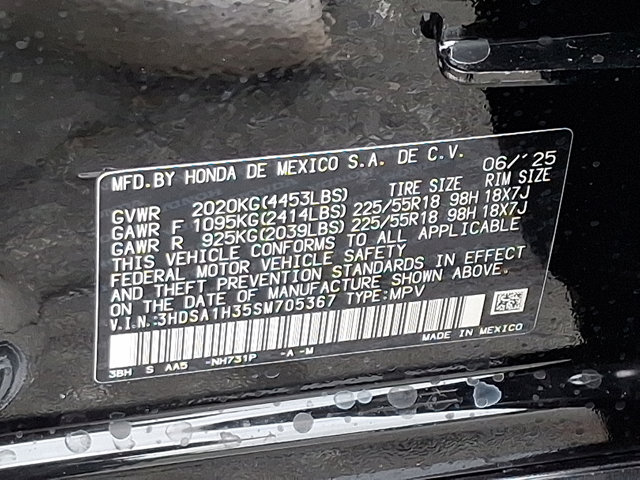 MFD.BY HONDA DE MEXICO S.A. DE C.V. 06/'25
GVWR 2020KG(4453LBS) TIRE SIZE RIM SIZE
GAWR F 1095KG(2414LBS) 225/55R18 98H 18X7J
GAWR R 925KG(2039LBS) 225/55R18 98H 18X7J
THIS VEHICLE CONFORMS TO ALL APPLICABLE
FEDERAL MOTOR VEHICLE SAFETY
AND THEFT PREVENTION STANDARDS IN EFFECT
ON THE DATE OF MANUFACTURE SHOWN ABOVE.
V.I.N.:3HDSA1H35SM705367 TYPE:MPV
MADE IN MEXICO
3BH S AA5 -NH731P -A -M